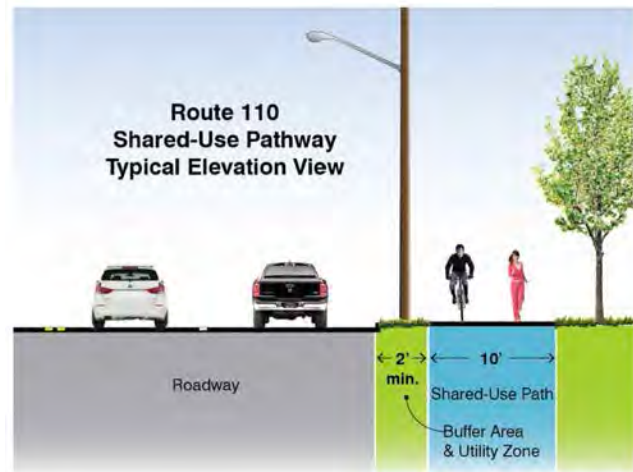 Route 110
Shared-Use Pathway
Typical Elevation View
2'
min.
10'
Roadway
Shared-Use Path
Buffer Area
& Utility Zone